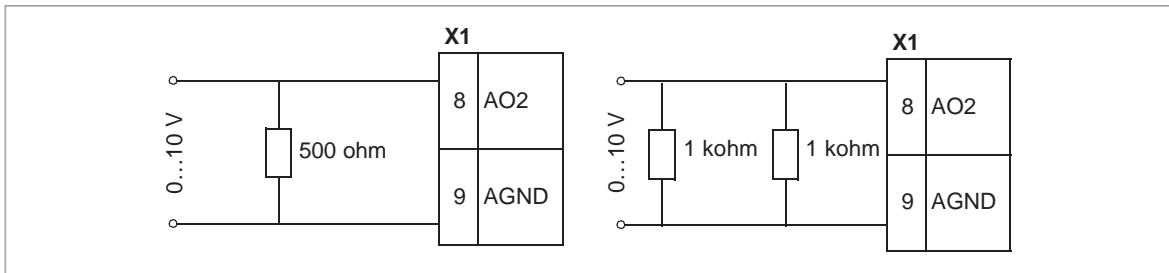 X1
8 AO2
0...10 V
500 ohm
9 AGND
X1
8 AO2
0...10 V
1 kohm 1 kohm
9 AGND